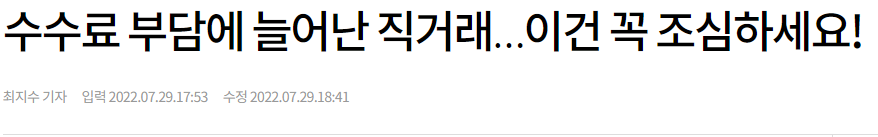 수수료 부담에 늘어난 직거래…이건 꼭 조심하세요!
최지수 기자 입력 2022.07.29.17:53 수정 2022.07.29.18:41